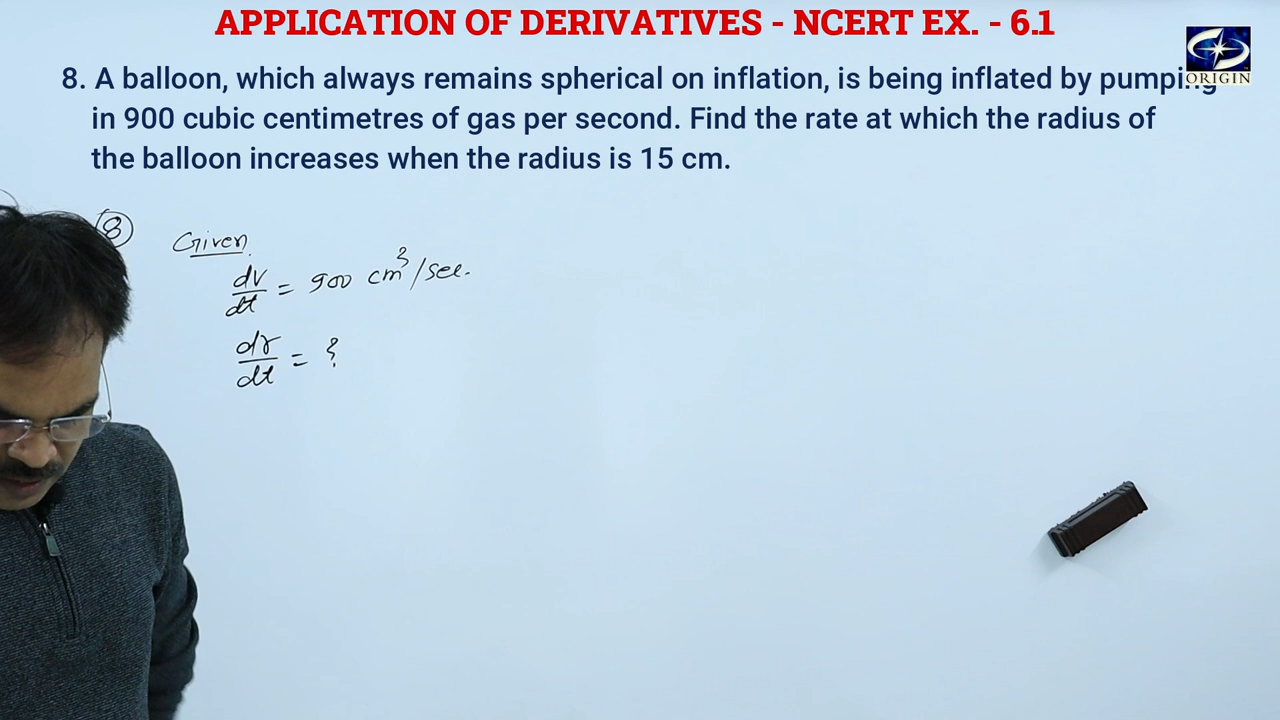 APPLICATION OF DERIVATIVES - NCERT EX. - 6.1
8. A balloon, which always remains spherical on inflation, is being inflated by pumping
in 900 cubic centimetres of gas per second. Find the rate at which the radius of
the balloon increases when the radius is 15 cm.
ORIGIN
8
Given
dv/dt = 900 cm³/sec.
dr/dt = ?